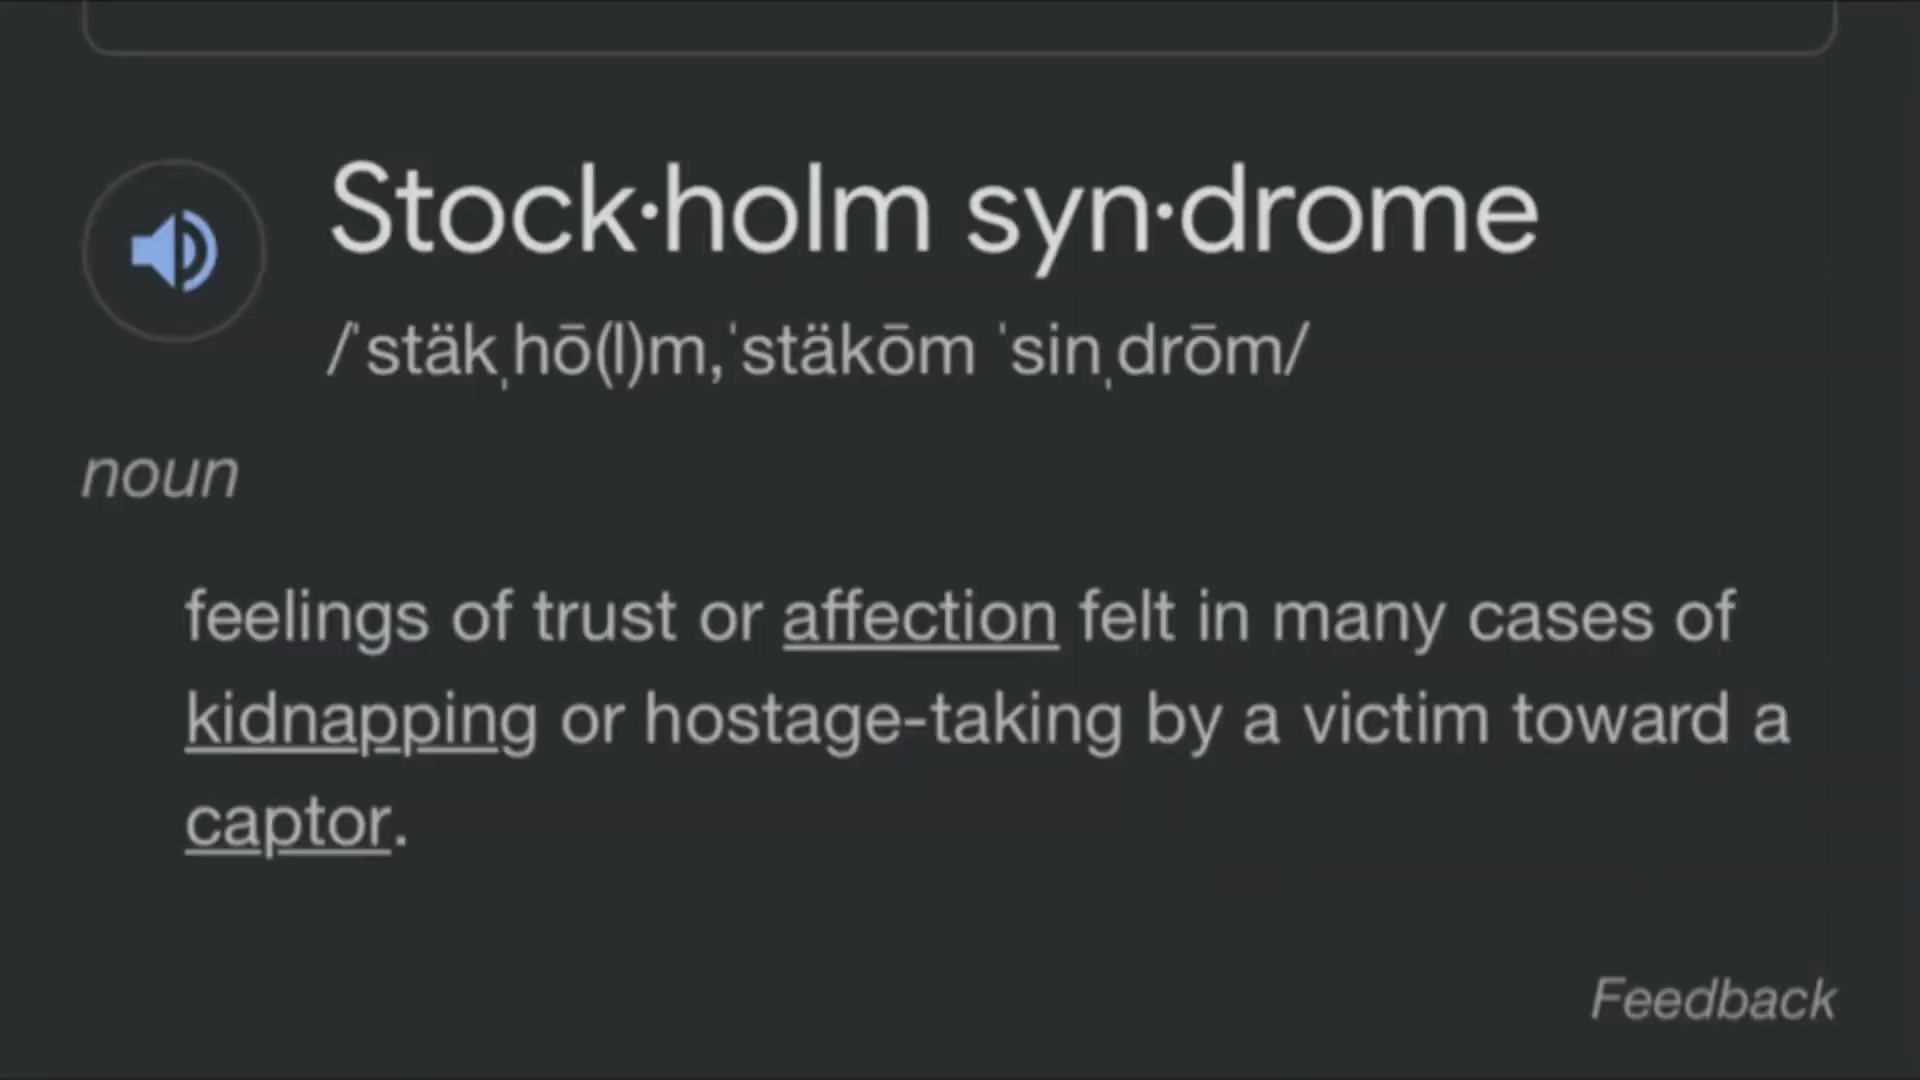 Stock·holm syn·drome
/ˈstäkˌhō(l)m,ˈstäkōm ˈsinˌdrōm/
noun
feelings of trust or affection felt in many cases of
kidnapping or hostage-taking by a victim toward a
captor.
Feedback